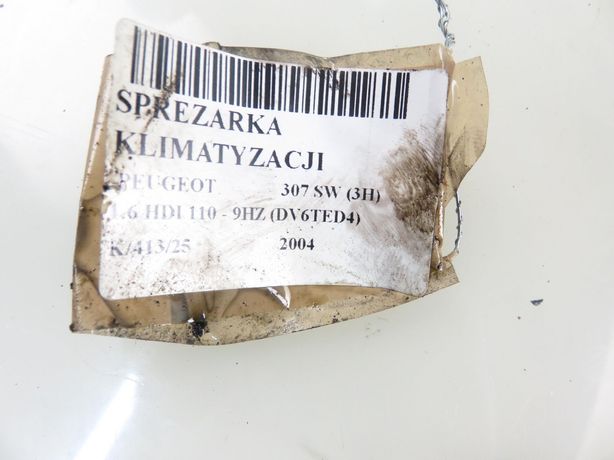 SPREZARKA
KLIMATYZACJI
PEUGEOT 307 SW (3H)
1.6 HDI 110 - 9HZ (DV6TED4)
K/413/25 2004